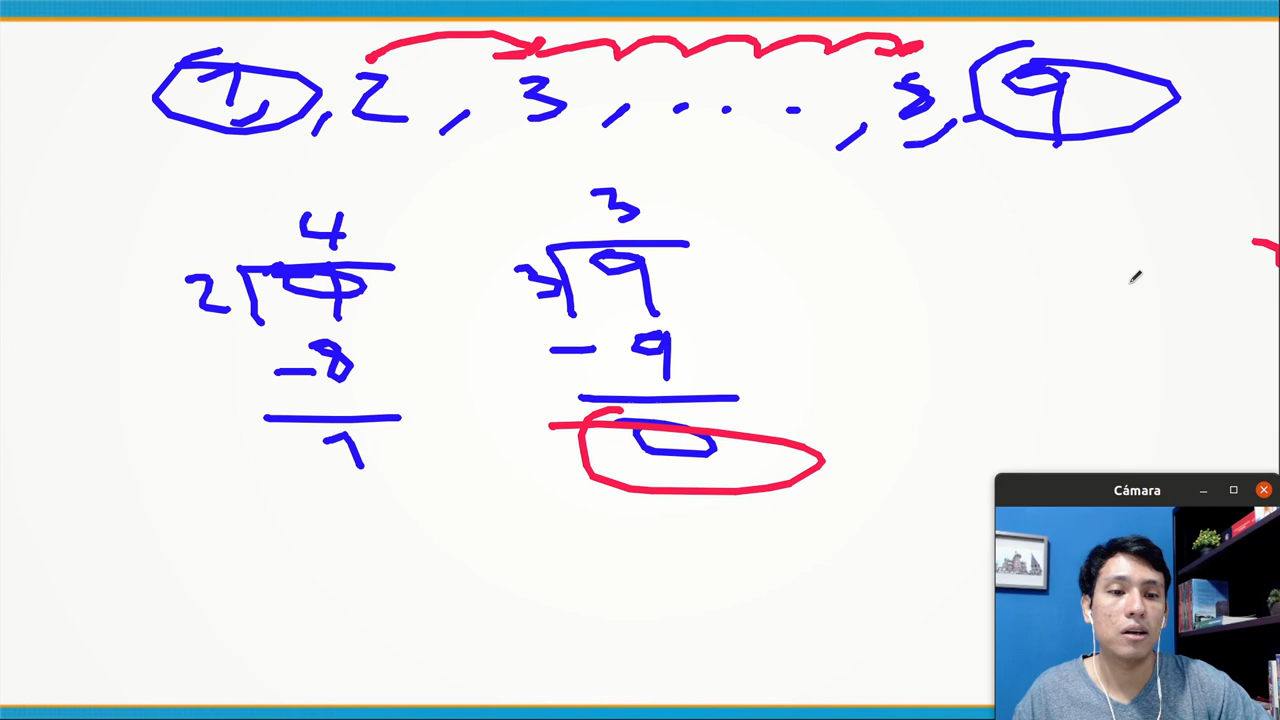 1, 2, 3, . . . , 8, 9
4 3
2 9 3 9
- 8 - 9
1 0
Cámara